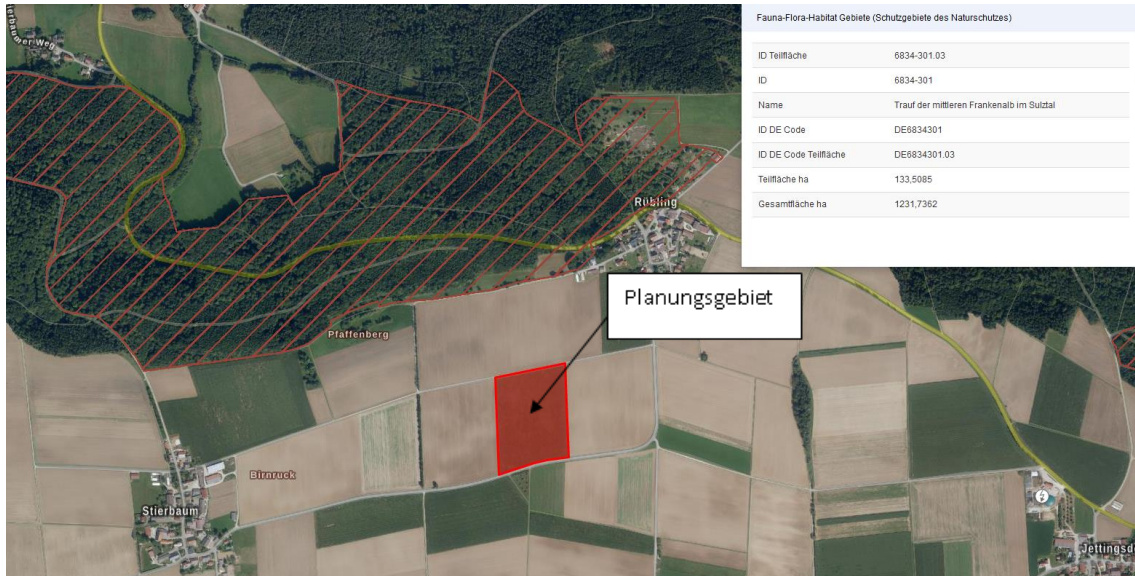 Fauna-Flora-Habitat Gebiete (Schutzgebiete des Naturschutzes)
ID Teilfläche 6834-301.03
ID 6834-301
Name Trauf der mittleren Frankenalb im Sulztal
ID DE Code DE6834301
ID DE Code Teilfläche DE6834301.03
Teilfläche ha 133,5085
Gesamtfläche ha 1231,7362
Rübling
Planungsgebiet
Pfaffenberg
Birnruck
Stierbaum